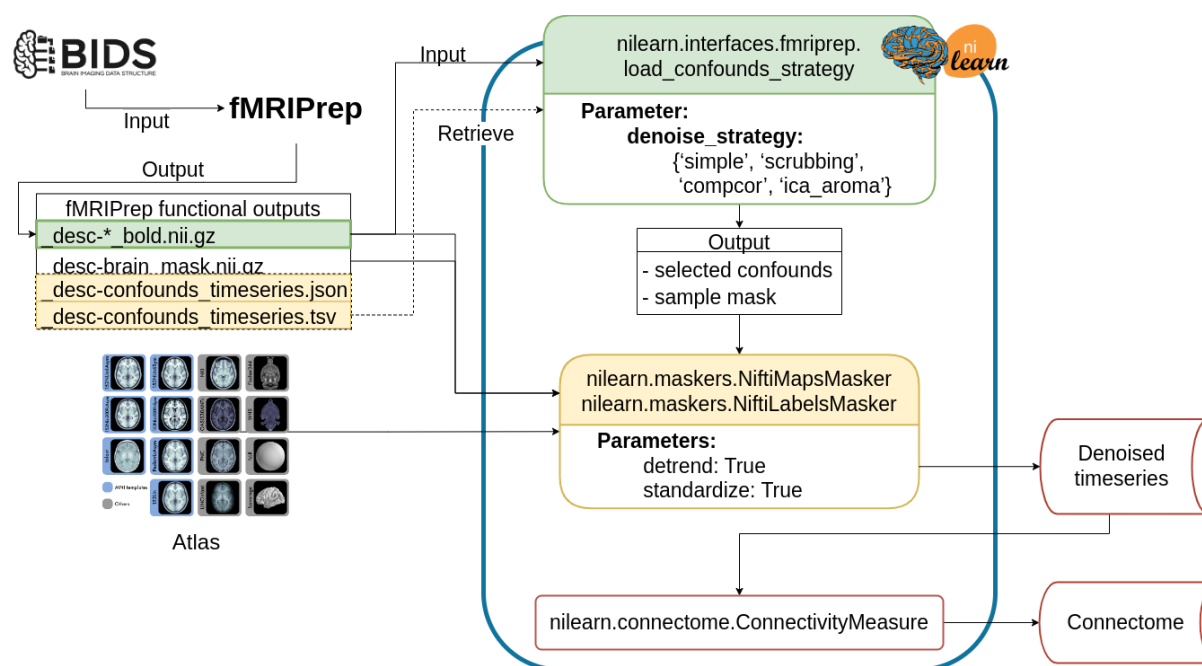 BIDS
BRAIN IMAGING DATA STRUCTURE
Input
fMRIPrep
Output
fMRIPrep functional outputs
_desc-*_bold.nii.gz
_desc-brain_mask.nii.gz
_desc-confounds_timeseries.json
_desc-confounds_timeseries.tsv
Input
Retrieve
nilearn.interfaces.fmriprep.
load_confounds_strategy
ni
learn
Parameter:
denoise_strategy:
{‘simple’, ‘scrubbing’,
‘compcor’, ‘ica_aroma’}
Output
- selected confounds
- sample mask
nilearn.maskers.NiftiMapsMasker
nilearn.maskers.NiftiLabelsMasker
Parameters:
detrend: True
standardize: True
MNI templates
Others
Atlas
Denoised
timeseries
nilearn.connectome.ConnectivityMeasure
Connectome